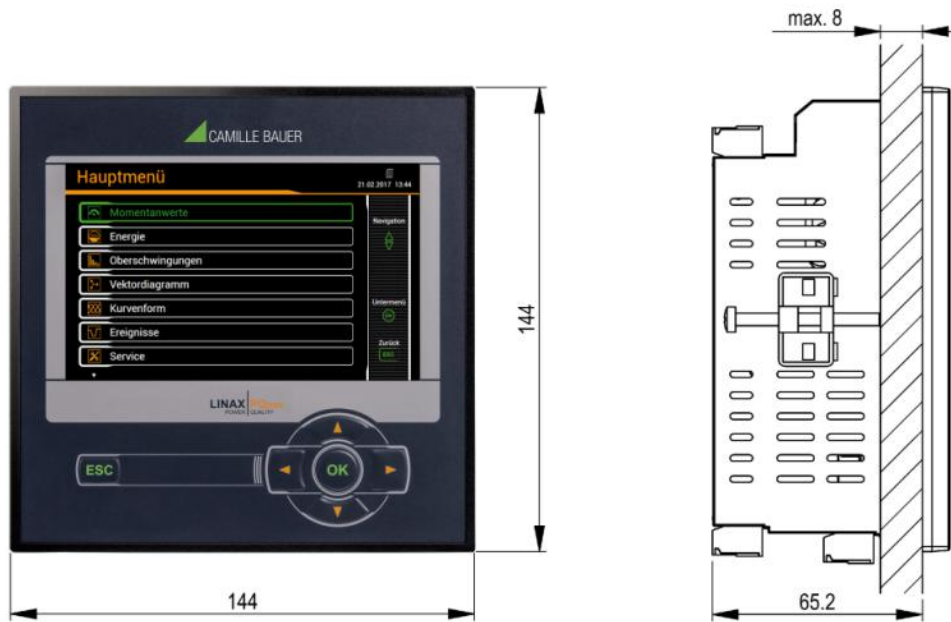 max. 8
CAMILLE BAUER
Hauptmenü
21.02.2017 13:44
Momentanwerte
Navigation
Energie
Oberschwingungen
Vektordiagramm
Kurvenform
Untermenü
OK
Ereignisse
Zurück
Service
ESC
LINAX
POWER QUALITY
ESC
OK
144
144
65.2